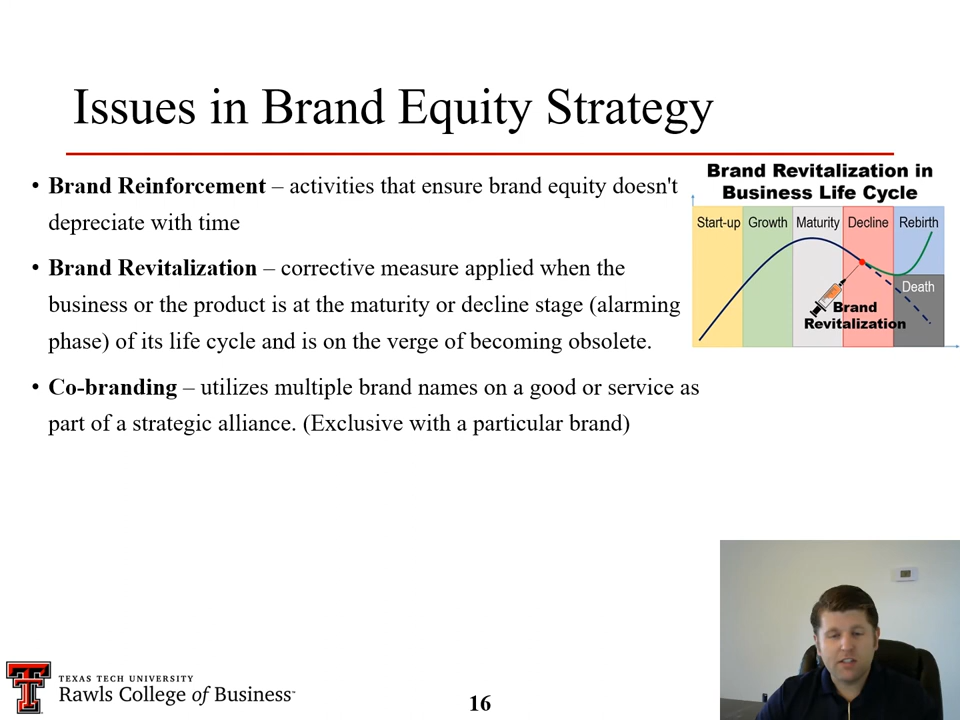 Issues in Brand Equity Strategy
• Brand Reinforcement – activities that ensure brand equity doesn't
depreciate with time
• Brand Revitalization – corrective measure applied when the
business or the product is at the maturity or decline stage (alarming
phase) of its life cycle and is on the verge of becoming obsolete.
• Co-branding – utilizes multiple brand names on a good or service as
part of a strategic alliance. (Exclusive with a particular brand)
Brand Revitalization in
Business Life Cycle
Start-up Growth Maturity Decline Rebirth
Death
Brand
Revitalization
TEXAS TECH UNIVERSITY
Rawls College of Business
16